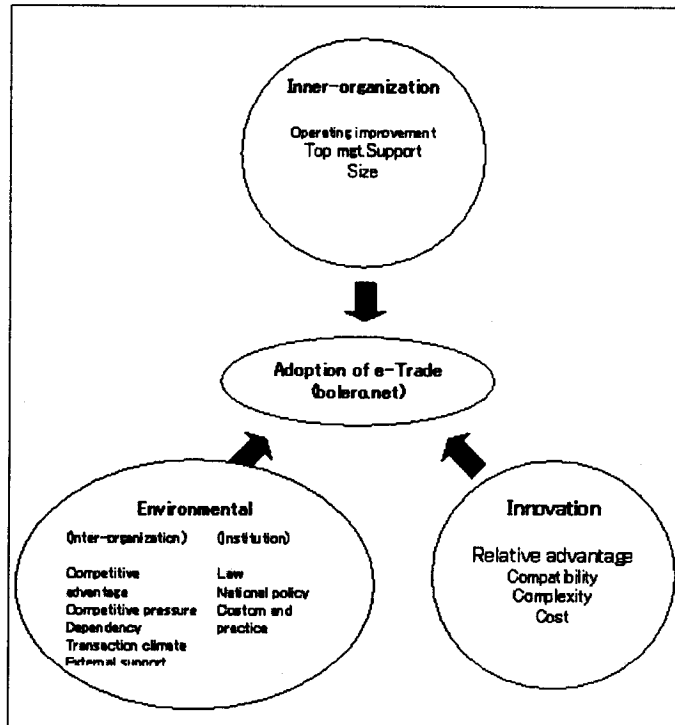 Inner-organization
Operating improvement
Top mgt.Support
Size
Adoption of e-Trade
(bolero.net)
Environmental
(Inter-organization) (Institution)
Competitive Law
advantage National policy
Competitive pressure Custom and
Dependency practice
Transaction climate
External support
Innovation
Relative advantage
Compatibility
Complexity
Cost